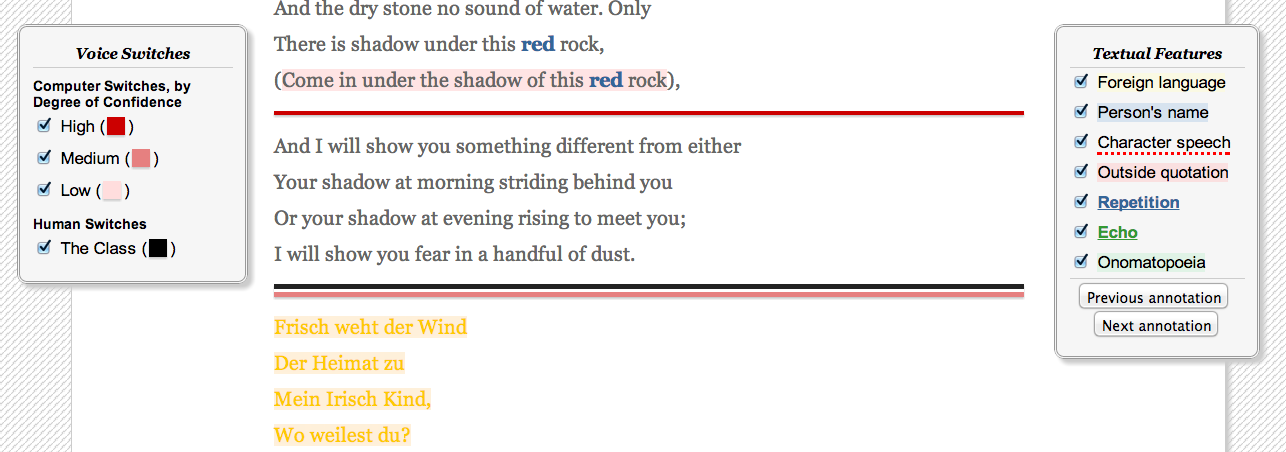 Voice Switches
Computer Switches, by
Degree of Confidence
High ( )
Medium ( )
Low ( )
Human Switches
The Class ( )
And the dry stone no sound of water. Only
There is shadow under this red rock,
(Come in under the shadow of this red rock),
And I will show you something different from either
Your shadow at morning striding behind you
Or your shadow at evening rising to meet you;
I will show you fear in a handful of dust.
Frisch weht der Wind
Der Heimat zu
Mein Irisch Kind,
Wo weilest du?
Textual Features
Foreign language
Person's name
Character speech
Outside quotation
Repetition
Echo
Onomatopoeia
Previous annotation
Next annotation